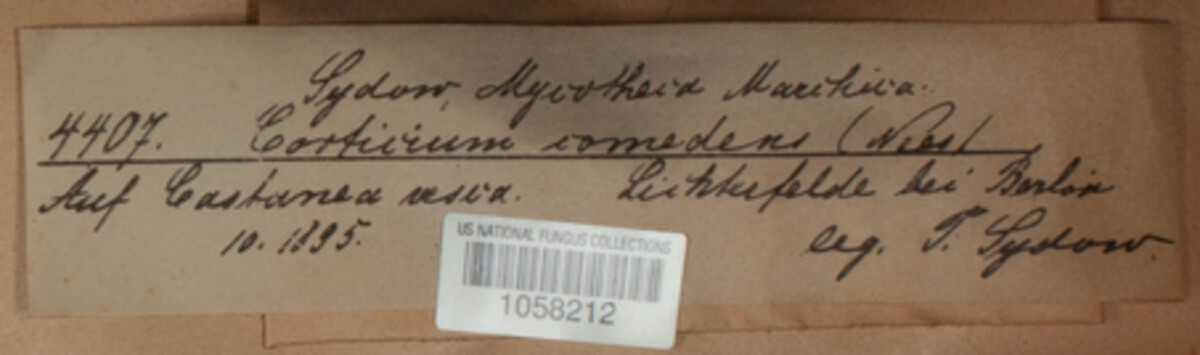 Sydow, Mycotheca Marchica.
4407. Corticium comedens (Nees)
Auf Castanea vesca. Lichterfelde bei Berlin
10. 1895. leg. P. Sydow.
US NATIONAL FUNGUS COLLECTIONS
1058212